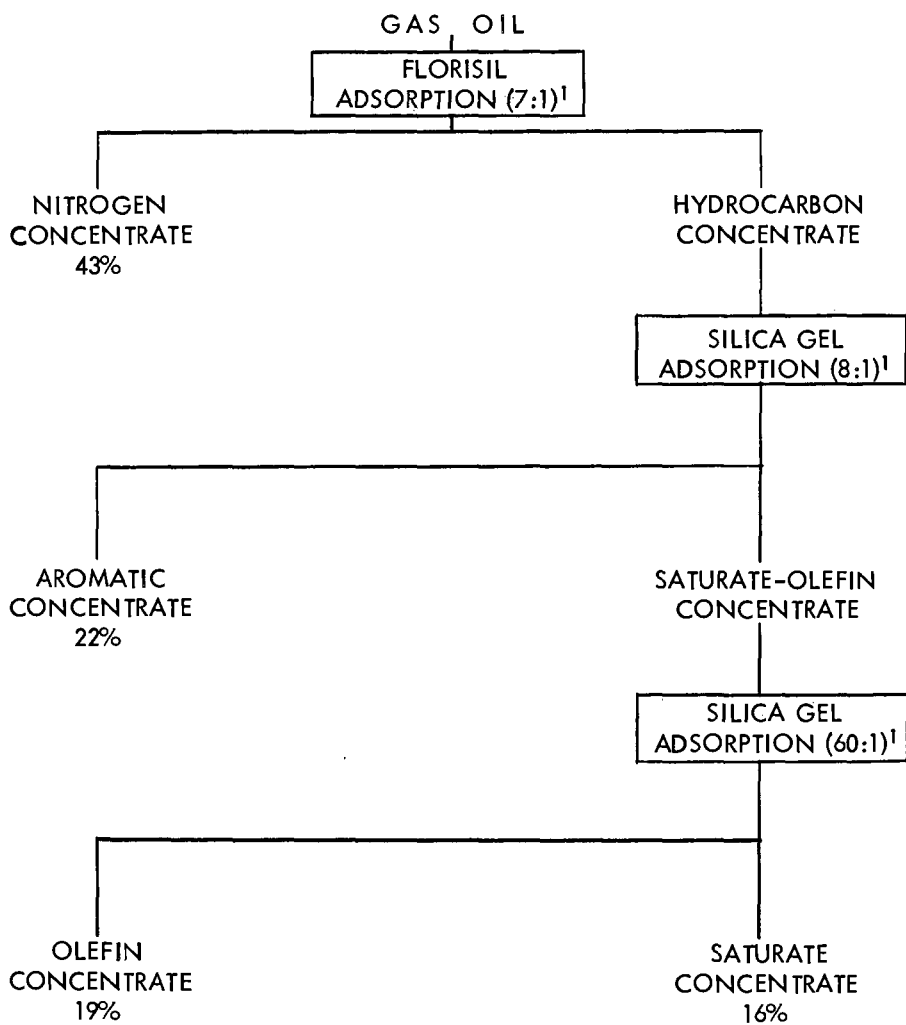 GAS OIL
FLORISIL
ADSORPTION (7:1)¹
NITROGEN
CONCENTRATE
43%
HYDROCARBON
CONCENTRATE
SILICA GEL
ADSORPTION (8:1)¹
AROMATIC
CONCENTRATE
22%
SATURATE-OLEFIN
CONCENTRATE
SILICA GEL
ADSORPTION (60:1)¹
OLEFIN
CONCENTRATE
19%
SATURATE
CONCENTRATE
16%